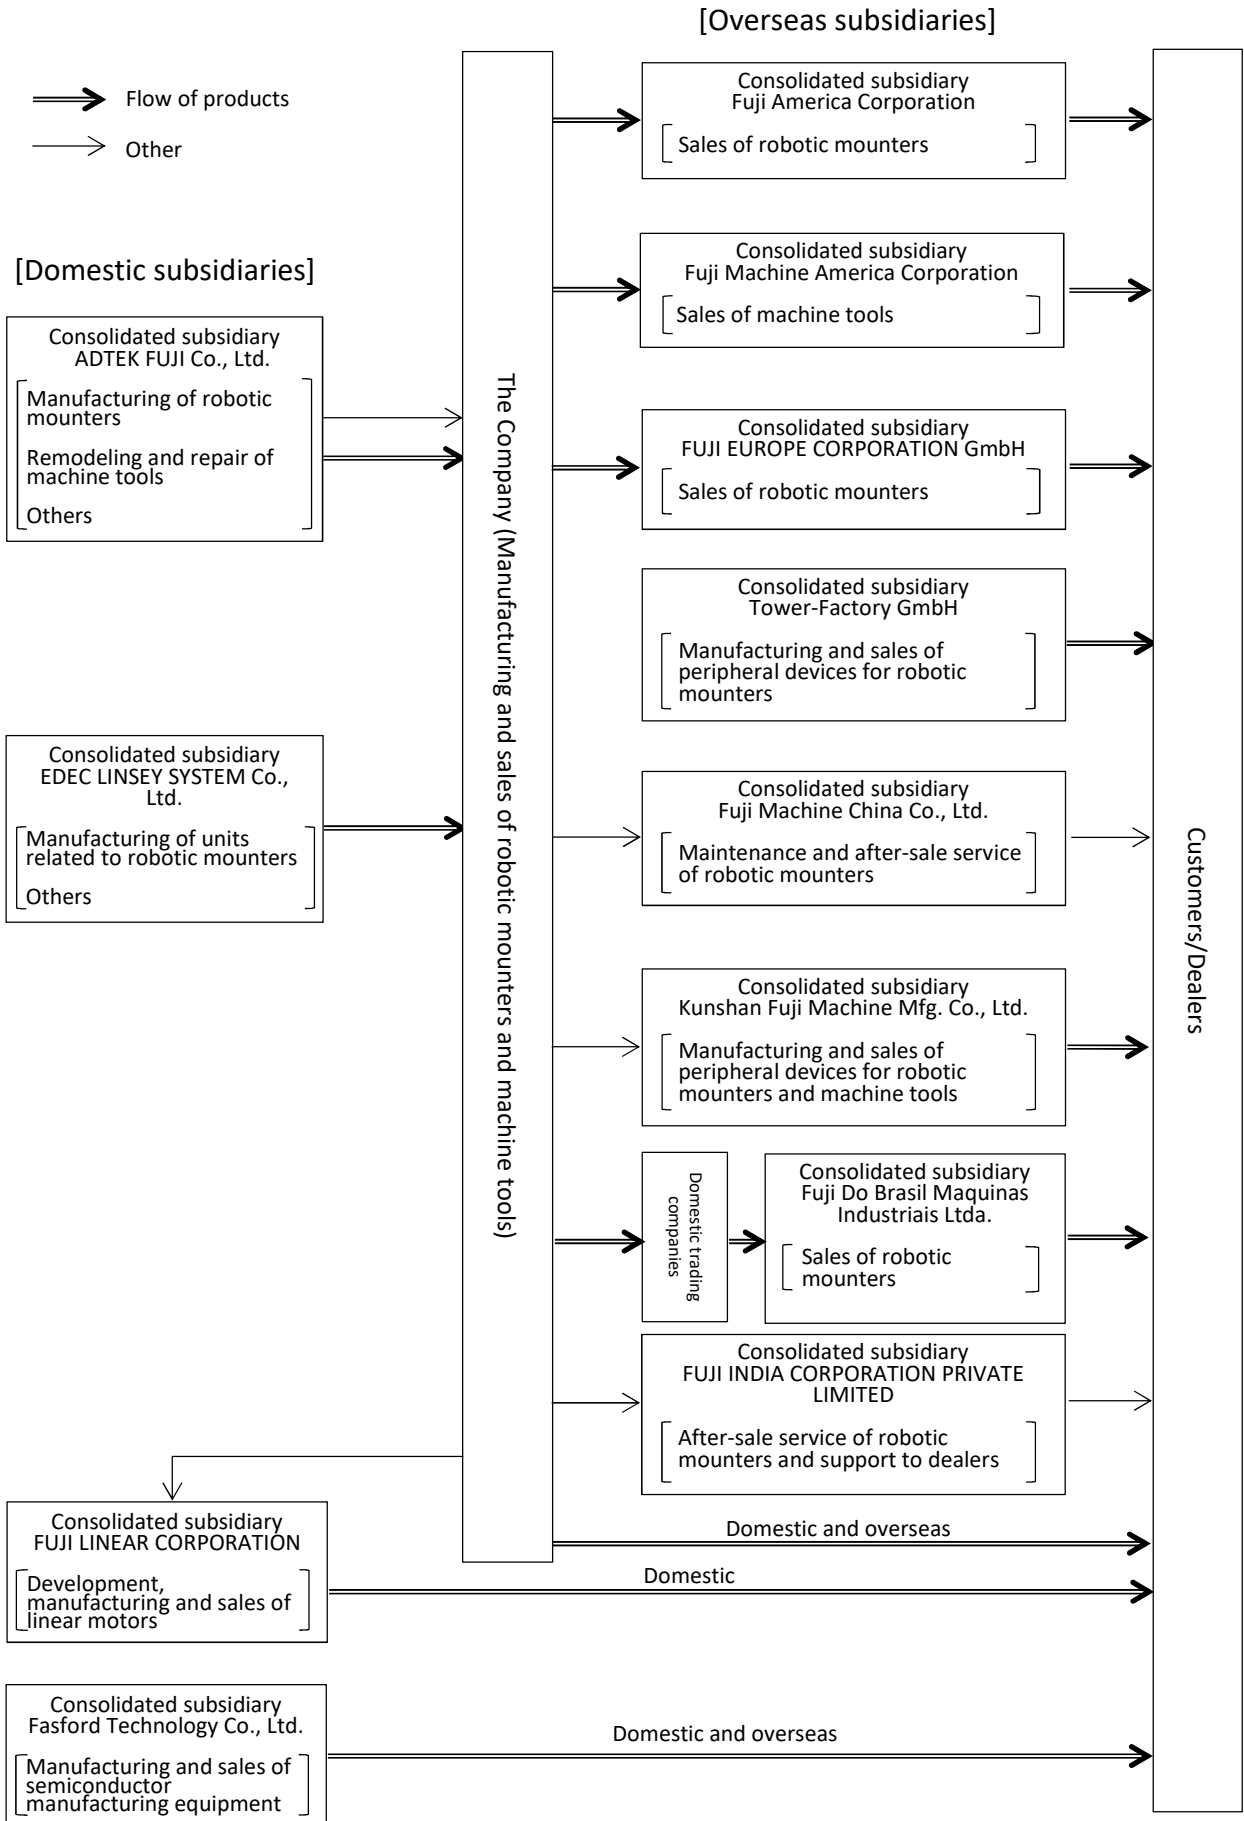 [Overseas subsidiaries]
Flow of products
Other
[Domestic subsidiaries]
Consolidated subsidiary
ADTEK FUJI Co., Ltd.
Manufacturing of robotic
mounters
Remodeling and repair of
machine tools
Others
Consolidated subsidiary
EDEC LINSEY SYSTEM Co.,
Ltd.
Manufacturing of units
related to robotic mounters
Others
The Company (Manufacturing and sales of robotic mounters and machine tools)
Consolidated subsidiary
Fuji America Corporation
Sales of robotic mounters
Consolidated subsidiary
Fuji Machine America Corporation
Sales of machine tools
Consolidated subsidiary
FUJI EUROPE CORPORATION GmbH
Sales of robotic mounters
Consolidated subsidiary
Tower-Factory GmbH
Manufacturing and sales of
peripheral devices for robotic
mounters
Consolidated subsidiary
Fuji Machine China Co., Ltd.
Maintenance and after-sale service
of robotic mounters
Consolidated subsidiary
Kunshan Fuji Machine Mfg. Co., Ltd.
Manufacturing and sales of
peripheral devices for robotic
mounters and machine tools
Domestic trading
companies
Consolidated subsidiary
Fuji Do Brasil Maquinas
Industriais Ltda.
Sales of robotic
mounters
Consolidated subsidiary
FUJI INDIA CORPORATION PRIVATE
LIMITED
After-sale service of robotic
mounters and support to dealers
Customers/Dealers
Domestic and overseas
Consolidated subsidiary
FUJI LINEAR CORPORATION
Development,
manufacturing and sales of
linear motors
Domestic
Consolidated subsidiary
Fasford Technology Co., Ltd.
Manufacturing and sales of
semiconductor
manufacturing equipment
Domestic and overseas